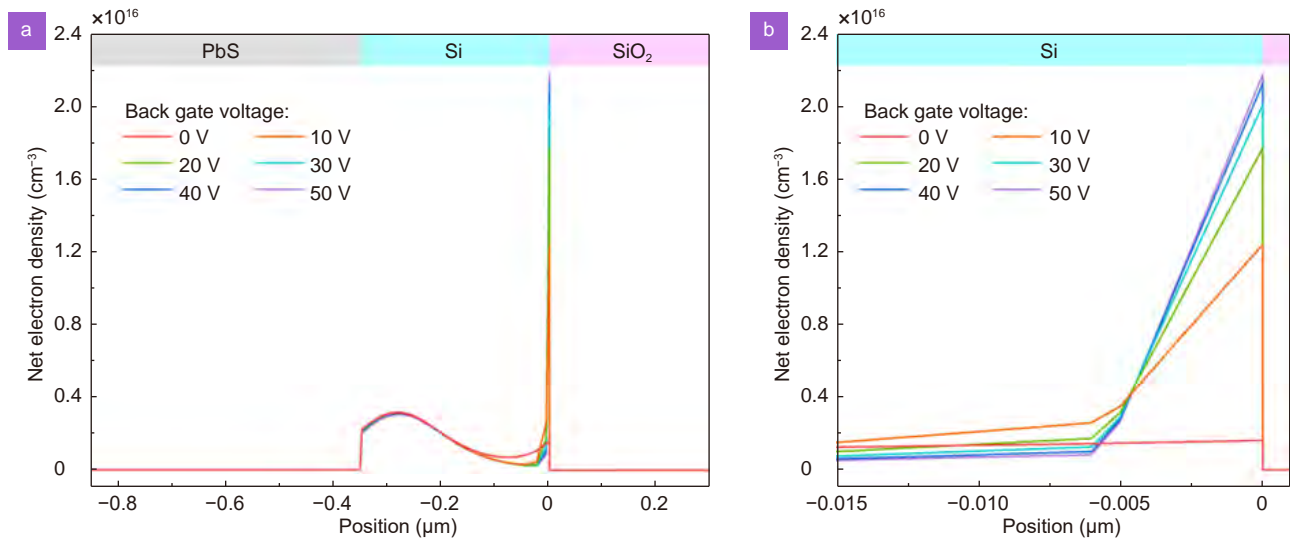 a
×10¹⁶
PbS
Si
SiO₂
Back gate voltage:
0 V
10 V
20 V
30 V
40 V
50 V
2.4
2.0
1.6
1.2
0.8
0.4
0
Net electron density (cm⁻³)
−0.8
−0.6
−0.4
−0.2
0
0.2
Position (μm)
b
×10¹⁶
Si
Back gate voltage:
0 V
10 V
20 V
30 V
40 V
50 V
2.4
2.0
1.6
1.2
0.8
0.4
0
Net electron density (cm⁻³)
−0.015
−0.010
−0.005
0
Position (μm)